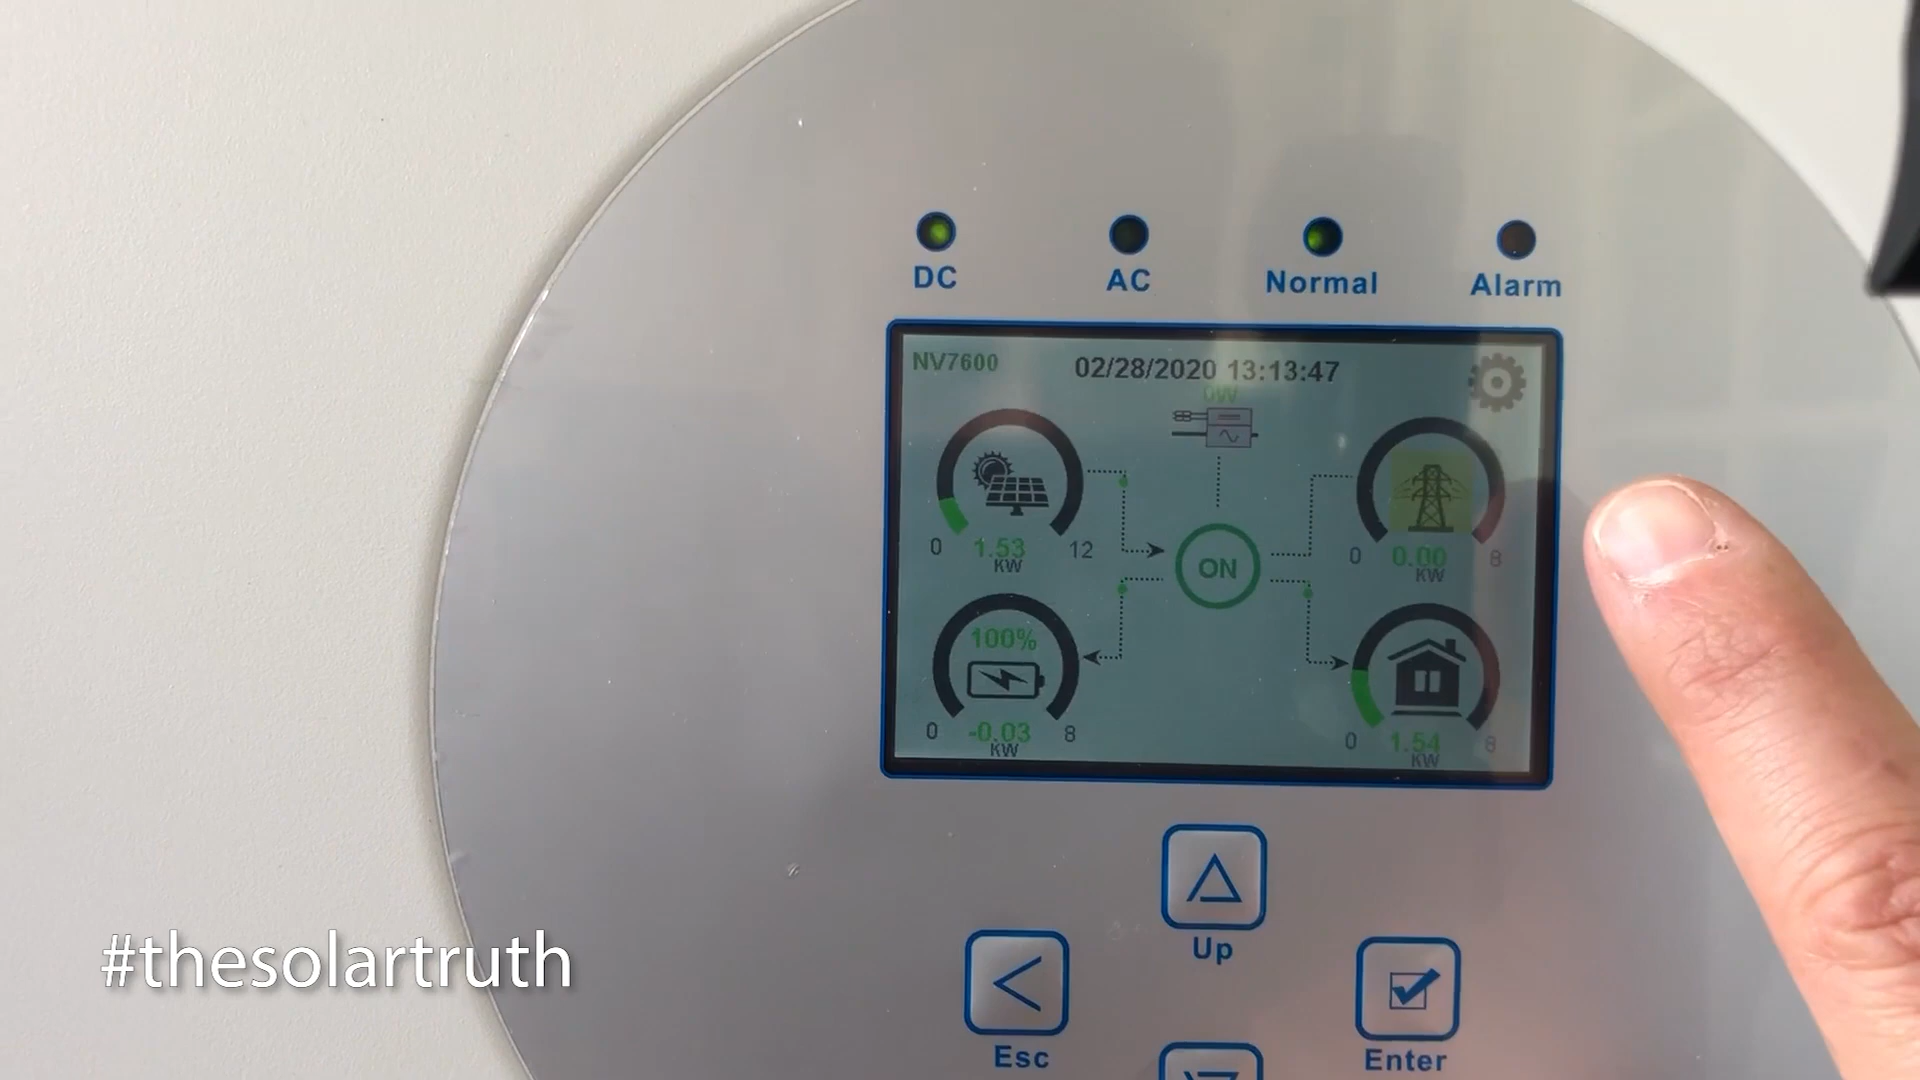 DC
AC
Normal
Alarm
NV7600
02/28/2020 13:13:47
0W
0
1.53
KW
12
0
0.00
KW
8
ON
100%
0
-0.03
KW
8
0
1.54
KW
8
Up
Esc
Enter
#thesolartruth